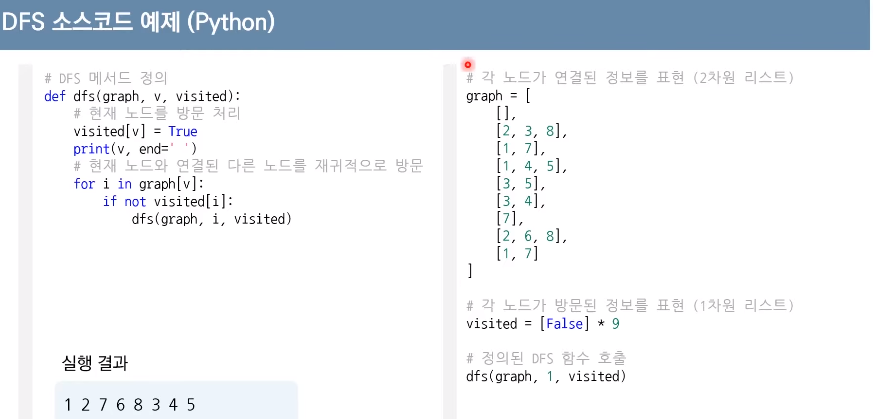 DFS 소스코드 예제 (Python)
# DFS 메서드 정의
def dfs(graph, v, visited):
    # 현재 노드를 방문 처리
    visited[v] = True
    print(v, end=' ')
    # 현재 노드와 연결된 다른 노드를 재귀적으로 방문
    for i in graph[v]:
        if not visited[i]:
            dfs(graph, i, visited)
실행 결과
1 2 7 6 8 3 4 5
# 각 노드가 연결된 정보를 표현 (2차원 리스트)
graph = [
    [],
    [2, 3, 8],
    [1, 7],
    [1, 4, 5],
    [3, 5],
    [3, 4],
    [7],
    [2, 6, 8],
    [1, 7]
]
# 각 노드가 방문된 정보를 표현 (1차원 리스트)
visited = [False] * 9
# 정의된 DFS 함수 호출
dfs(graph, 1, visited)